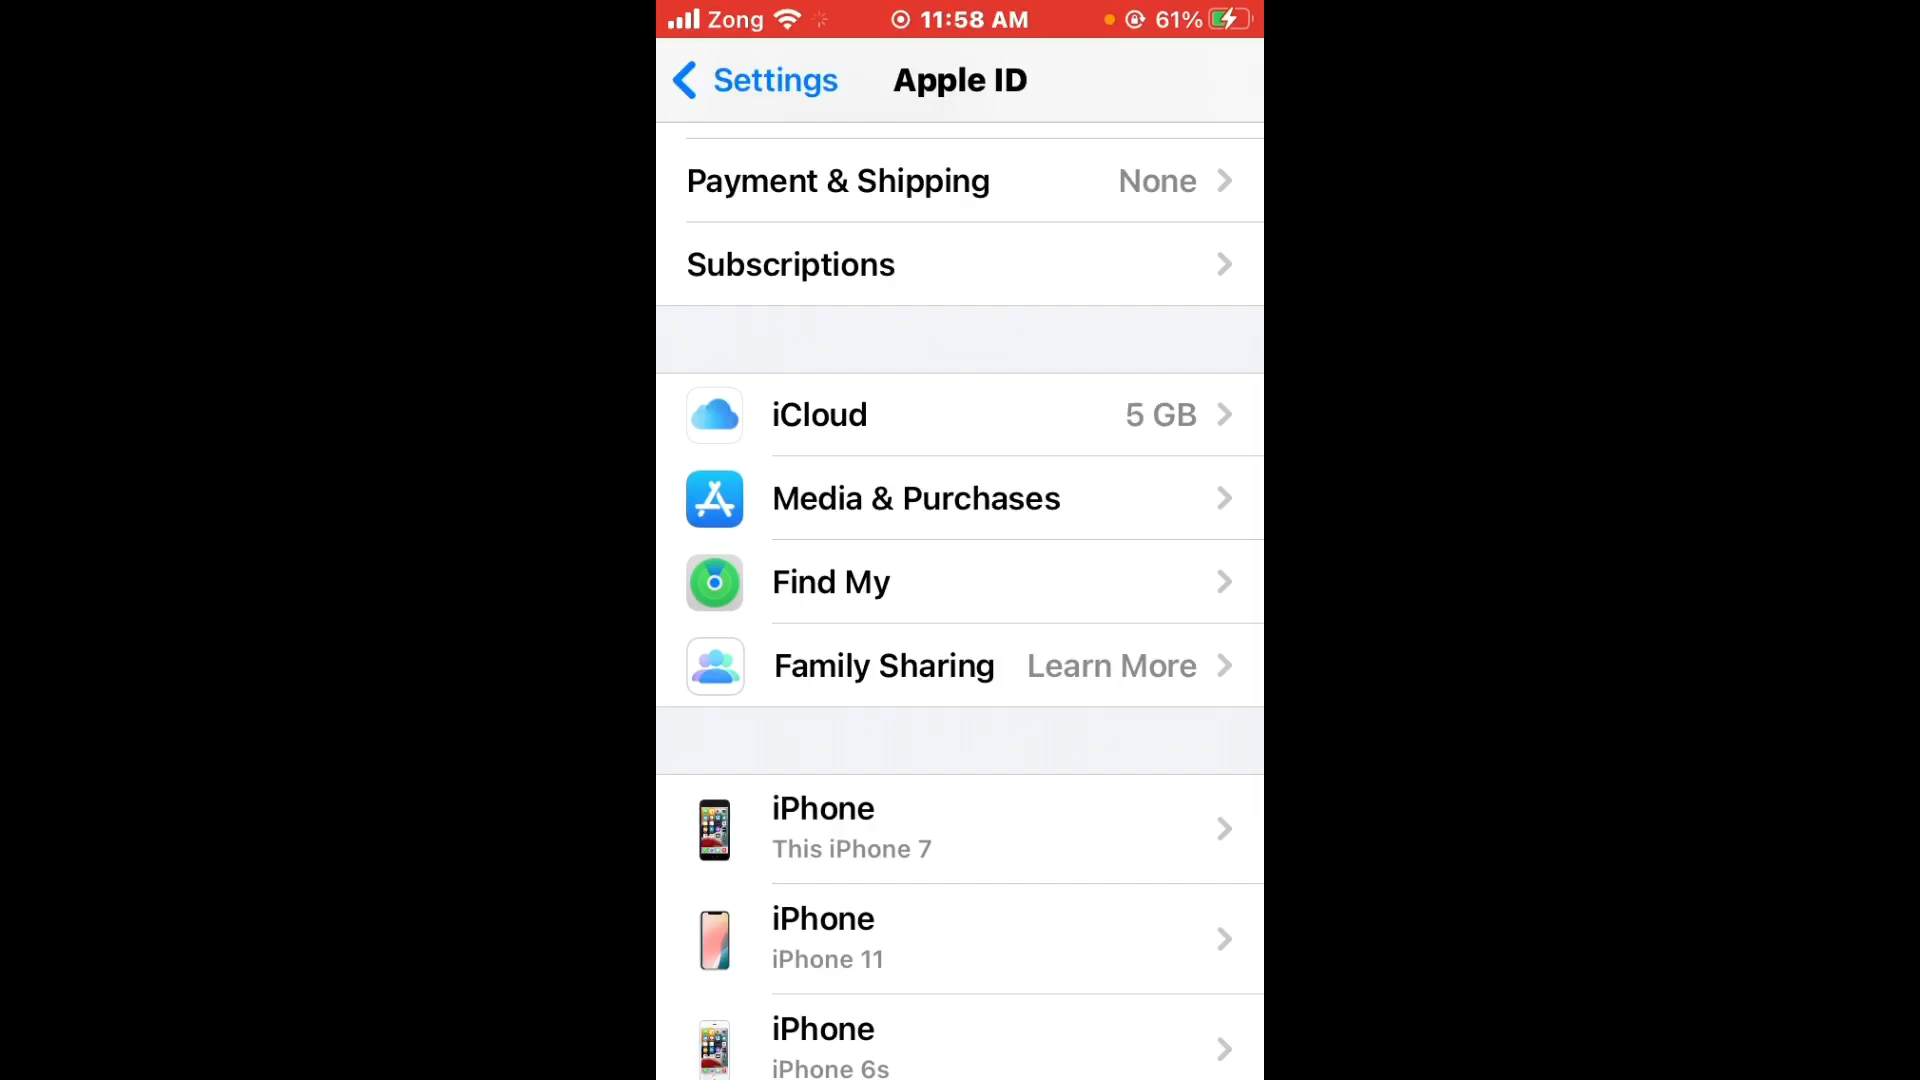 Zong 11:58 AM 61%
Settings Apple ID
Payment & Shipping None
Subscriptions
iCloud 5 GB
Media & Purchases
Find My
Family Sharing Learn More
iPhone
This iPhone 7
iPhone
iPhone 11
iPhone
iPhone 6s